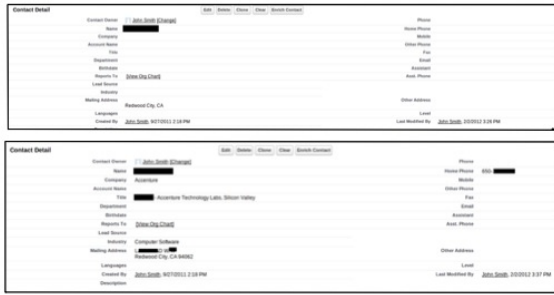 Contact Detail
Edit Delete Clone Clear Enrich Contact
Contact Owner John Smith [Change]
Phone
Name
Home Phone
Company
Mobile
Account Name
Other Phone
Title
Fax
Department
Email
Birthdate
Assistant
Reports To [View Org Chart]
Asst. Phone
Lead Source
Industry
Mailing Address
Redwood City, CA
Other Address
Languages
Level
Created By John Smith, 9/27/2011 2:18 PM
Last Modified By John Smith, 2/2/2012 3:26 PM
Contact Detail
Edit Delete Clone Clear Enrich Contact
Contact Owner John Smith [Change]
Phone
Name
Home Phone 650-
Company Accenture
Mobile
Account Name
Other Phone
Title - Accenture Technology Labs, Silicon Valley
Fax
Department
Email
Birthdate
Assistant
Reports To [View Org Chart]
Asst. Phone
Lead Source
Industry Computer Software
Mailing Address
Redwood City, CA 94062
Other Address
Languages
Level
Created By John Smith, 9/27/2011 2:18 PM
Last Modified By John Smith, 2/2/2012 3:37 PM
Description